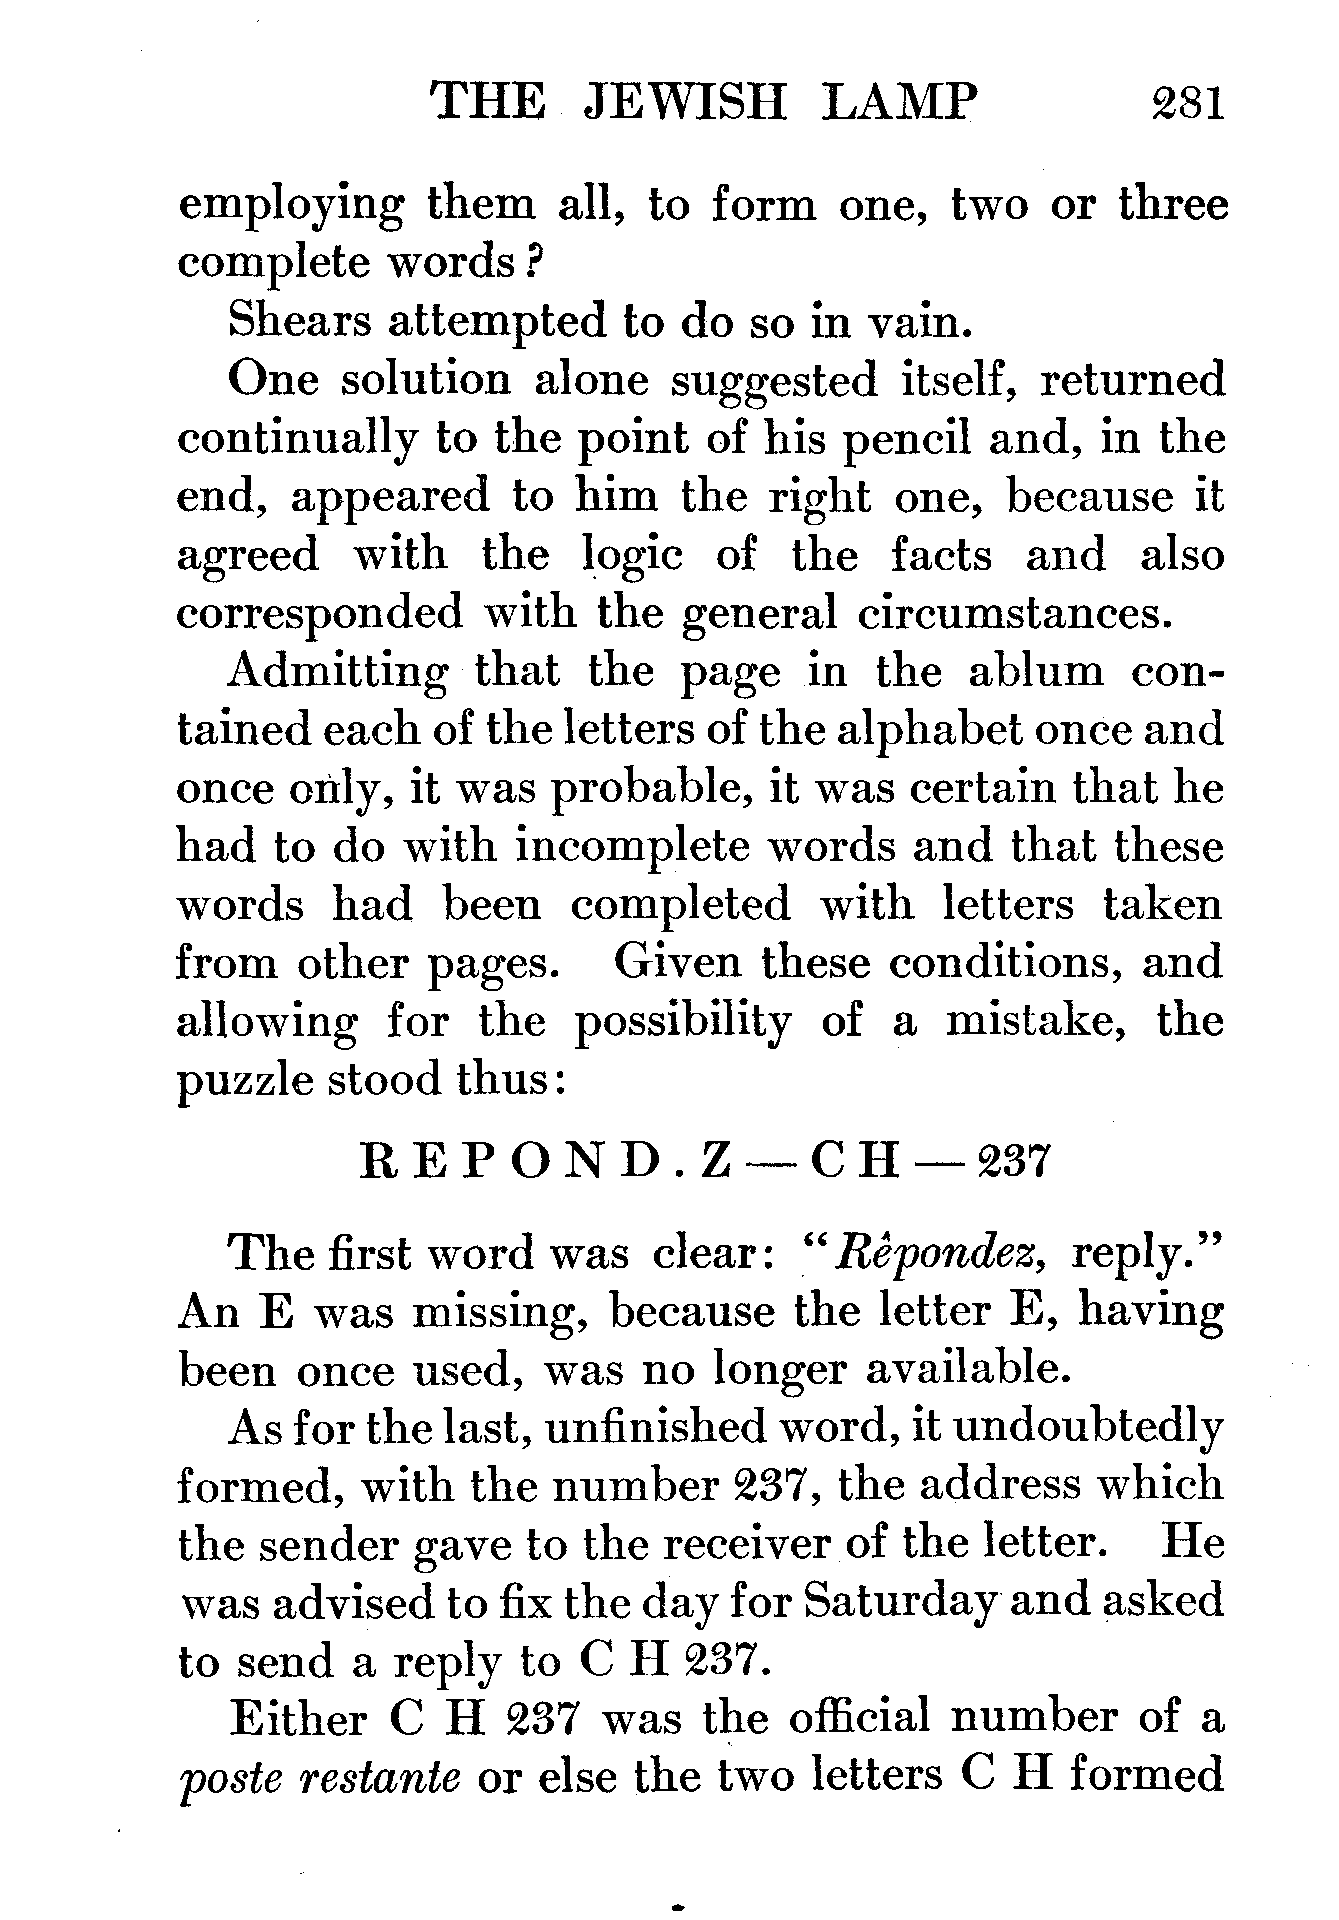 THE JEWISH LAMP 281
employing them all, to form one, two or three
complete words?
Shears attempted to do so in vain.
One solution alone suggested itself, returned
continually to the point of his pencil and, in the
end, appeared to him the right one, because it
agreed with the logic of the facts and also
corresponded with the general circumstances.
Admitting that the page in the ablum con-
tained each of the letters of the alphabet once and
once only, it was probable, it was certain that he
had to do with incomplete words and that these
words had been completed with letters taken
from other pages. Given these conditions, and
allowing for the possibility of a mistake, the
puzzle stood thus:
R E P O N D . Z — C H — 237
The first word was clear: "Rêpondez, reply."
An E was missing, because the letter E, having
been once used, was no longer available.
As for the last, unfinished word, it undoubtedly
formed, with the number 237, the address which
the sender gave to the receiver of the letter. He
was advised to fix the day for Saturday and asked
to send a reply to C H 237.
Either C H 237 was the official number of a
poste restante or else the two letters C H formed